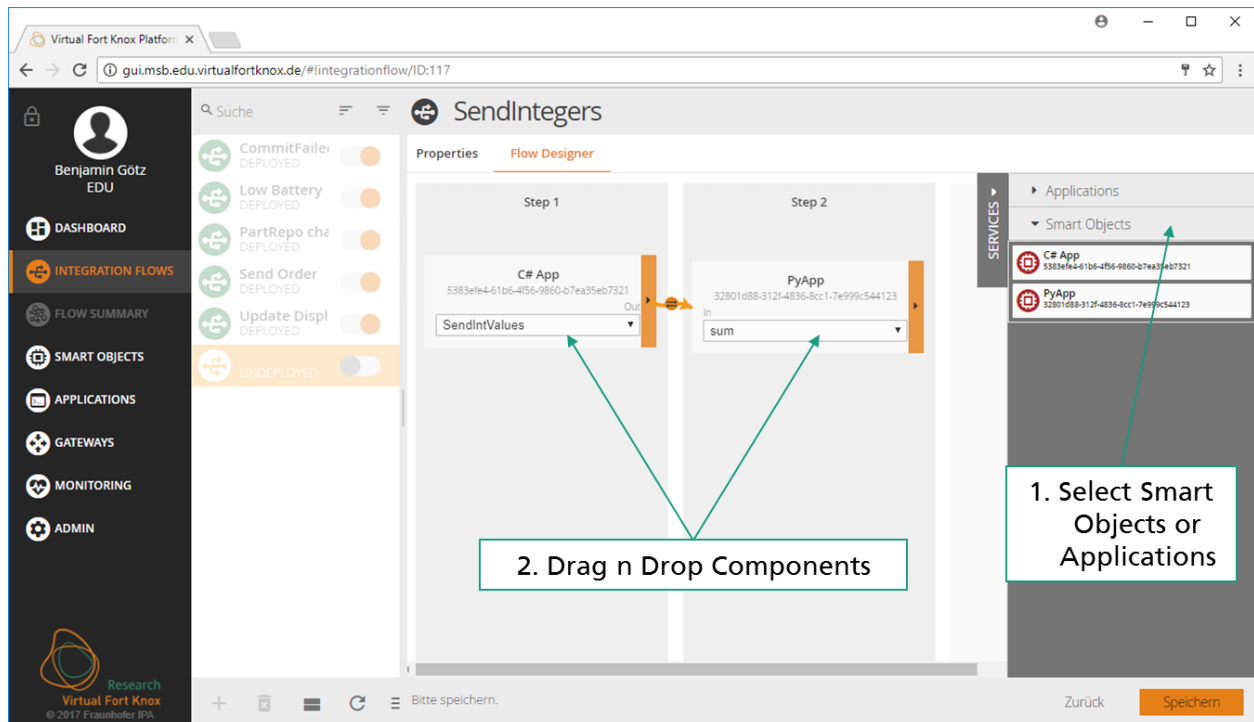 Virtual Fort Knox Platform
gui.msb.edu.virtualfortknox.de/#!integrationflow/ID:117
Benjamin Götz
EDU
DASHBOARD
INTEGRATION FLOWS
FLOW SUMMARY
SMART OBJECTS
APPLICATIONS
GATEWAYS
MONITORING
ADMIN
Research
Virtual Fort Knox
© 2017 Fraunhofer IPA
Suche
CommitFailed
DEPLOYED
Low Battery
DEPLOYED
PartRepo cha
DEPLOYED
Send Order
DEPLOYED
Update Displ
DEPLOYED
UNDEPLOYED
SendIntegers
Properties
Flow Designer
Step 1
C# App
5383efe4-61b6-4f56-9860-b7ea35eb7321
Out
SendIntValues
Step 2
PyApp
32801d88-312f-4836-8cc1-7e999c544123
In
sum
SERVICES
Applications
Smart Objects
C# App
5383efe4-61b6-4f56-9860-b7ea35eb7321
PyApp
32801d88-312f-4836-8cc1-7e999c544123
1. Select Smart
Objects or
Applications
2. Drag n Drop Components
Bitte speichern.
Zurück
Speichern